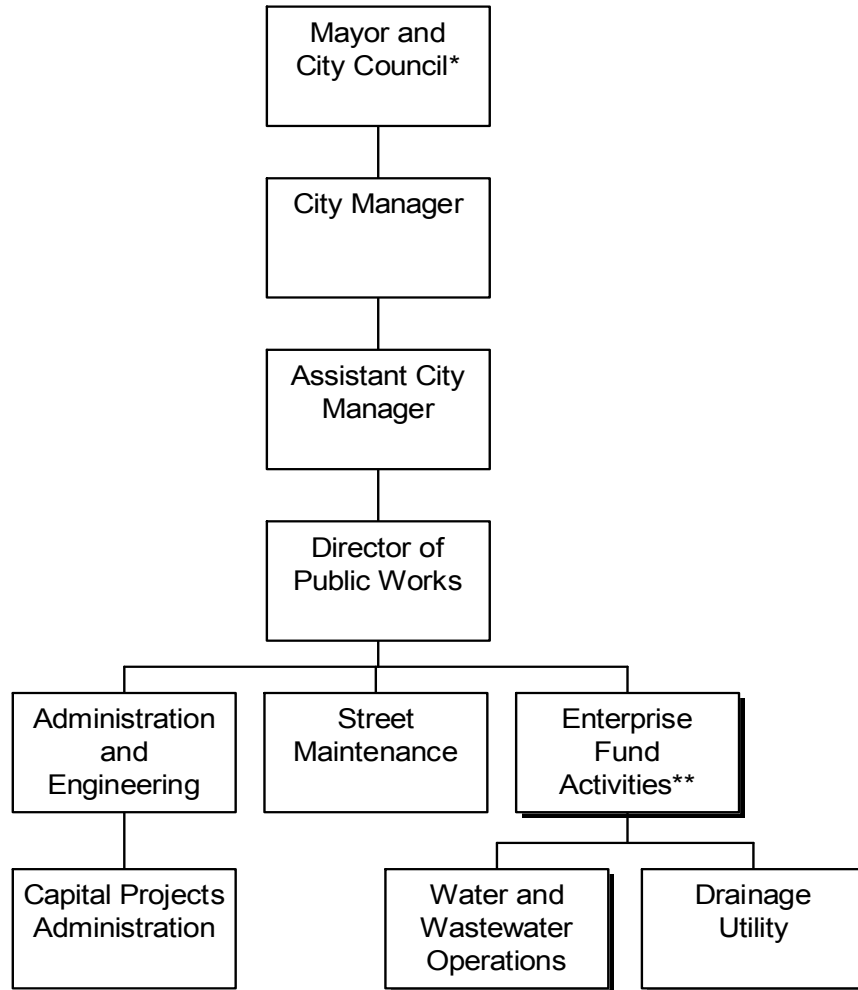 Mayor and
City Council*
City Manager
Assistant City
Manager
Director of
Public Works
Administration
and
Engineering
Street
Maintenance
Enterprise
Fund
Activities**
Capital Projects
Administration
Water and
Wastewater
Operations
Drainage
Utility